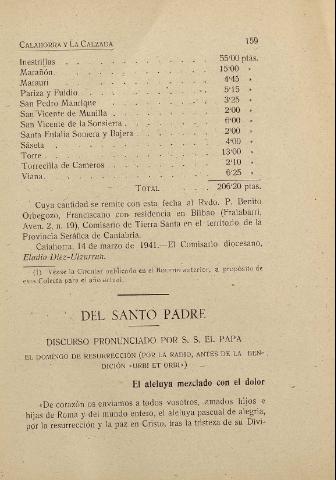 CALAHORRA Y LA CALZADA 159
Inestrillas . . . . . . . . 55'00 ptas.
Marañón. . . . . . . . . 15'00 »
Marauri . . . . . . . . . 4'45 »
Pariza y Fuidio . . . . . . . 5'15 »
San Pedro Manrique . . . . . . 3'25 »
San Vicente de Munilla . . . . . . 2'00 »
San Vicente de la Sonsierra . . . . . 6'00 »
Santa Eulalia Somera y Bajera . . . . 2'00 »
Sáseta . . . . . . . . . 4'00 »
Torre . . . . . . . . . 13'00 »
Torrecilla de Cameros . . . . . . 2'10 »
Viana. . . . . . . . . . 6'25 »
TOTAL . . . 206'20 ptas.
Cuya cantidad se remite con esta fecha al Rvdo. P. Benito
Orbegozo, Franciscano con residencia en Bilbao (Fralabarri,
Aven. 2, n. 19), Comisario de Tierra Santa en el territorio de la
Provincia Seráfica de Cantabria.
Calahorra, 14 de marzo de 1941.—El Comisario diocesano,
Eladio Díez-Ulzurrun.
(1) Véase la Circular publicada en el BOLETIN anterior, a propósito de
esta Colecta para el año actual.
DEL SANTO PADRE
DISCURSO PRONUNCIADO POR S. S. EL PAPA
EL DOMINGO DE RESURRECCIÓN (POR LA RADIO, ANTES DE LA BEN-
DICIÓN «URBI ET ORBI»)
El aleluya mezclado con el dolor
«De corazón os enviamos a todos vosotros, amados hijos e
hijas de Roma y del mundo entero, el aleluya pascual de alegría,
por la resurrección y la paz en Cristo, tras la tristeza de su Divi-